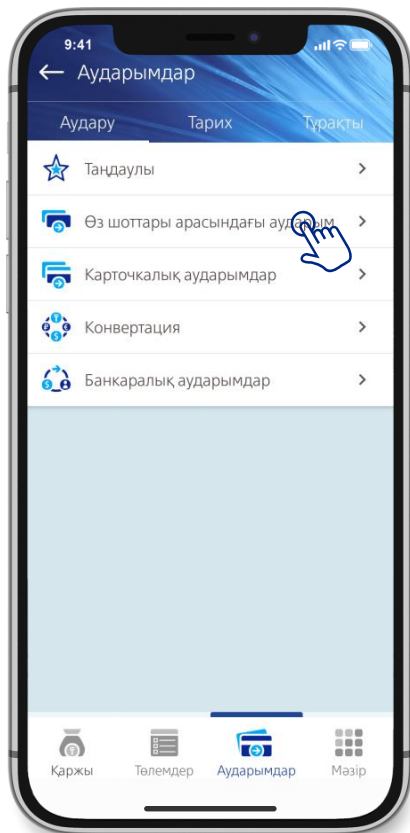 9:41
Аударымдар
Аудару Тарих Тұрақты
Таңдаулы
Өз шоттары арасындағы аударым
Карточкалық аударымдар
Конвертация
Банкаралық аударымдар
Қаржы Төлемдер Аударымдар Мәзір